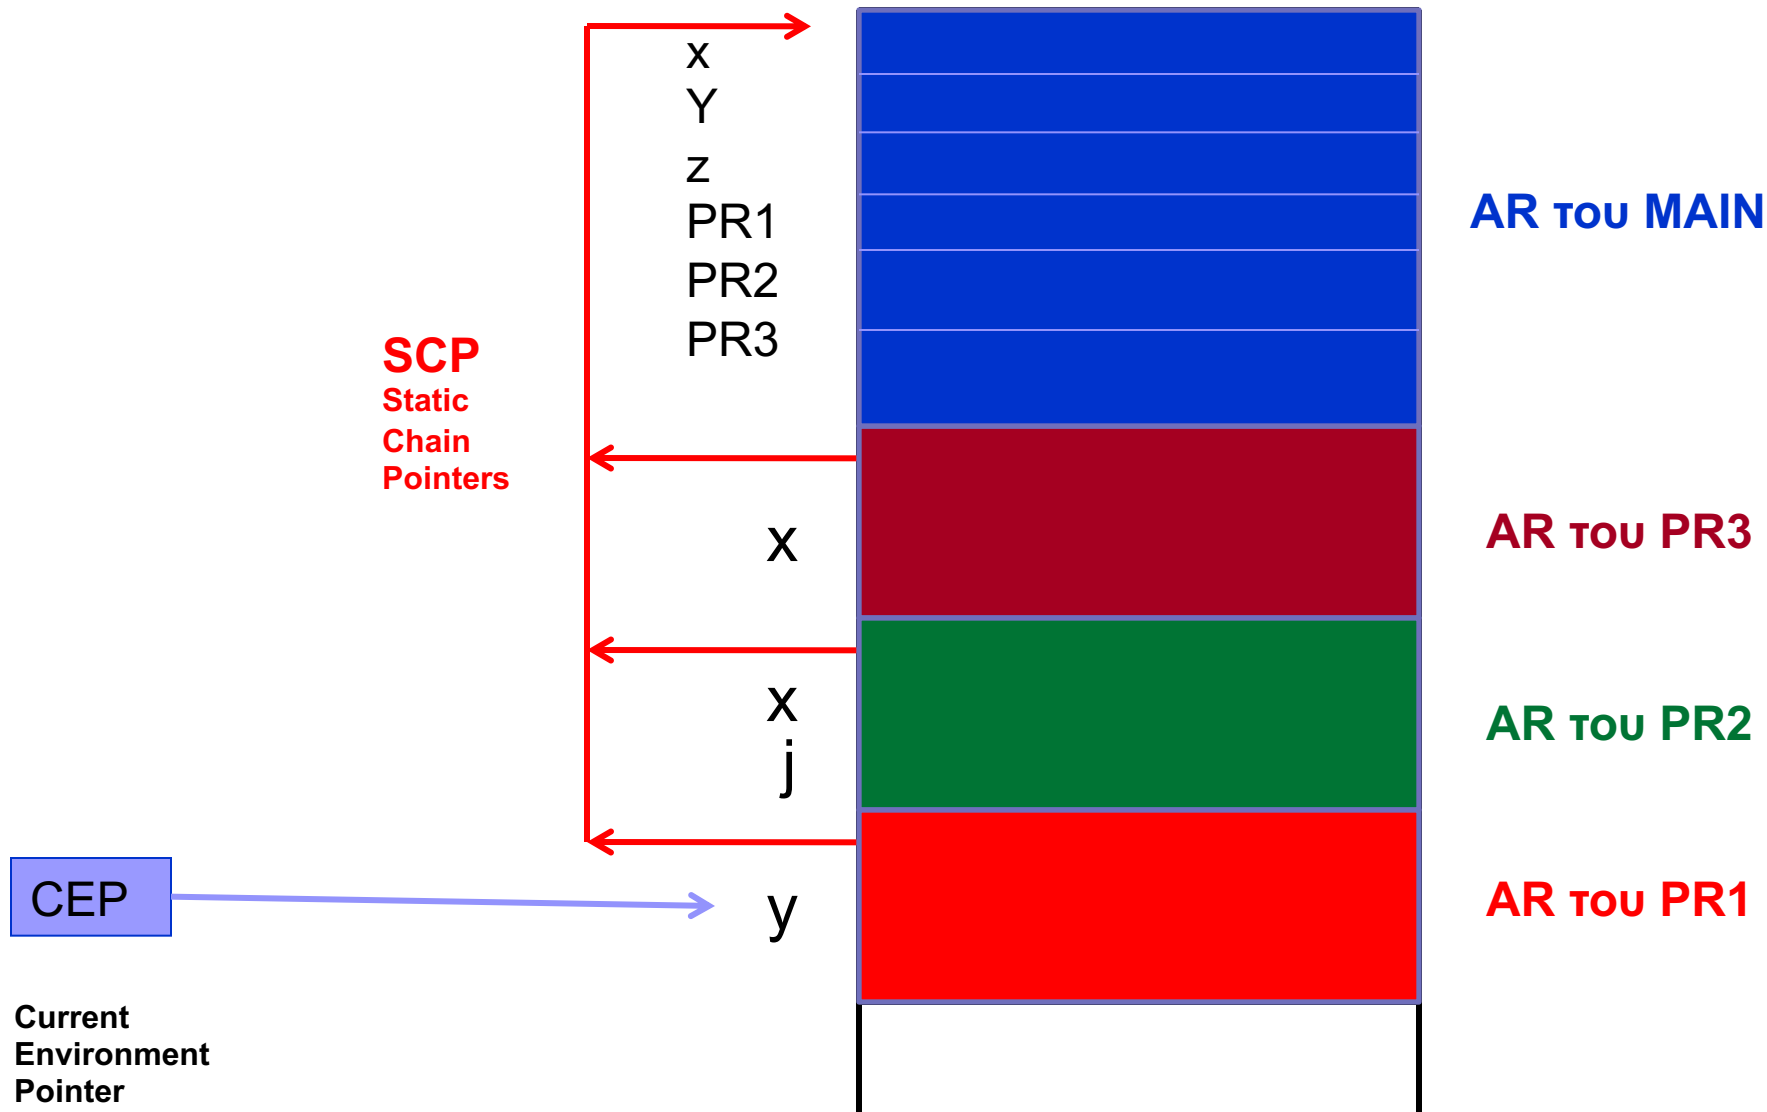 x
Y
z
PR1
PR2
PR3
AR του MAIN
SCP
Static
Chain
Pointers
x
AR του PR3
x
j
AR του PR2
CEP
y
AR του PR1
Current
Environment
Pointer